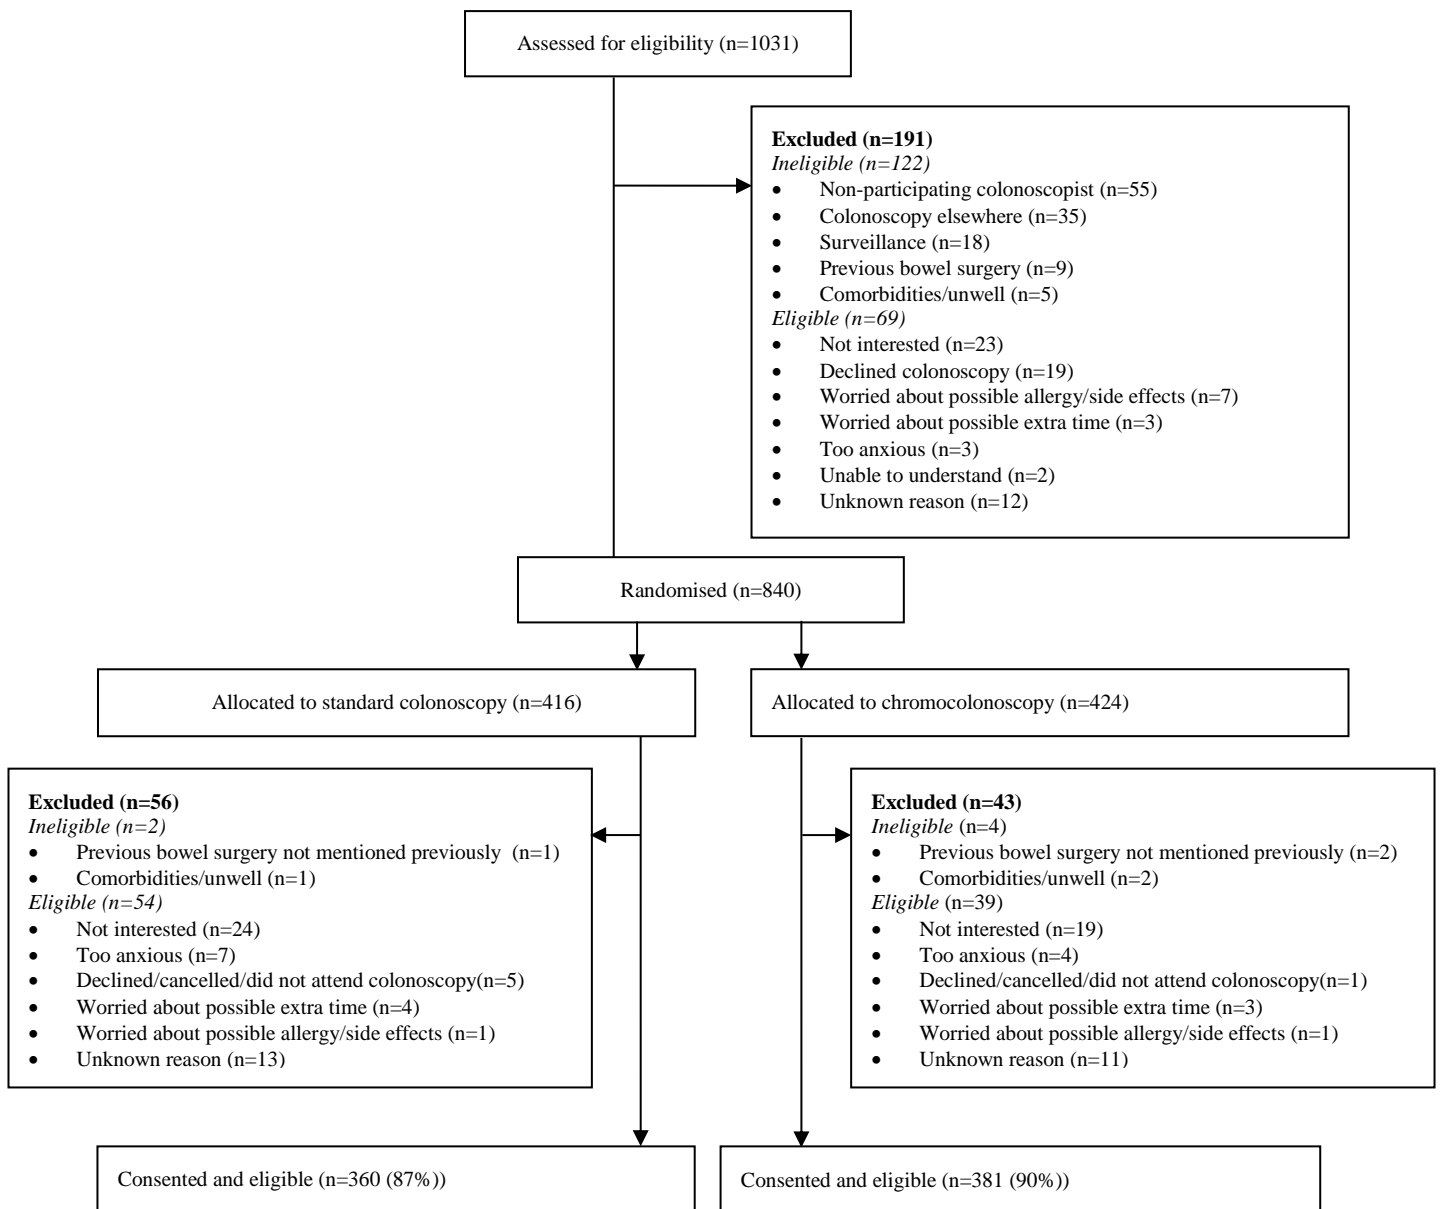 Assessed for eligibility (n=1031)
Excluded (n=191)
Ineligible (n=122)
• Non-participating colonoscopist (n=55)
• Colonoscopy elsewhere (n=35)
• Surveillance (n=18)
• Previous bowel surgery (n=9)
• Comorbidities/unwell (n=5)
Eligible (n=69)
• Not interested (n=23)
• Declined colonoscopy (n=19)
• Worried about possible allergy/side effects (n=7)
• Worried about possible extra time (n=3)
• Too anxious (n=3)
• Unable to understand (n=2)
• Unknown reason (n=12)
Randomised (n=840)
Allocated to standard colonoscopy (n=416)
Allocated to chromocolonoscopy (n=424)
Excluded (n=56)
Ineligible (n=2)
• Previous bowel surgery not mentioned previously (n=1)
• Comorbidities/unwell (n=1)
Eligible (n=54)
• Not interested (n=24)
• Too anxious (n=7)
• Declined/cancelled/did not attend colonoscopy(n=5)
• Worried about possible extra time (n=4)
• Worried about possible allergy/side effects (n=1)
• Unknown reason (n=13)
Excluded (n=43)
Ineligible (n=4)
• Previous bowel surgery not mentioned previously (n=2)
• Comorbidities/unwell (n=2)
Eligible (n=39)
• Not interested (n=19)
• Too anxious (n=4)
• Declined/cancelled/did not attend colonoscopy(n=1)
• Worried about possible extra time (n=3)
• Worried about possible allergy/side effects (n=1)
• Unknown reason (n=11)
Consented and eligible (n=360 (87%))
Consented and eligible (n=381 (90%))